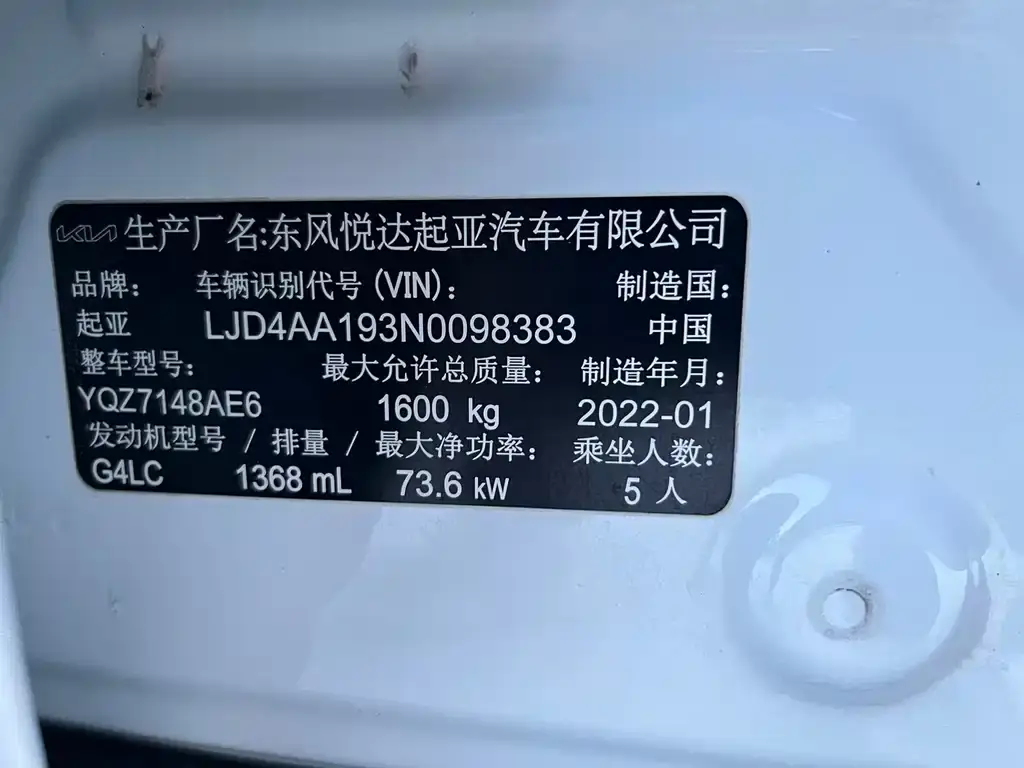 KIA 生产厂名:东风悦达起亚汽车有限公司
品牌: 车辆识别代号(VIN): 制造国:
起亚 LJD4AA193N0098383 中国
整车型号: 最大允许总质量: 制造年月:
YQZ7148AE6 1600 kg 2022-01
发动机型号 / 排量 / 最大净功率: 乘坐人数:
G4LC 1368 mL 73.6 kW 5 人